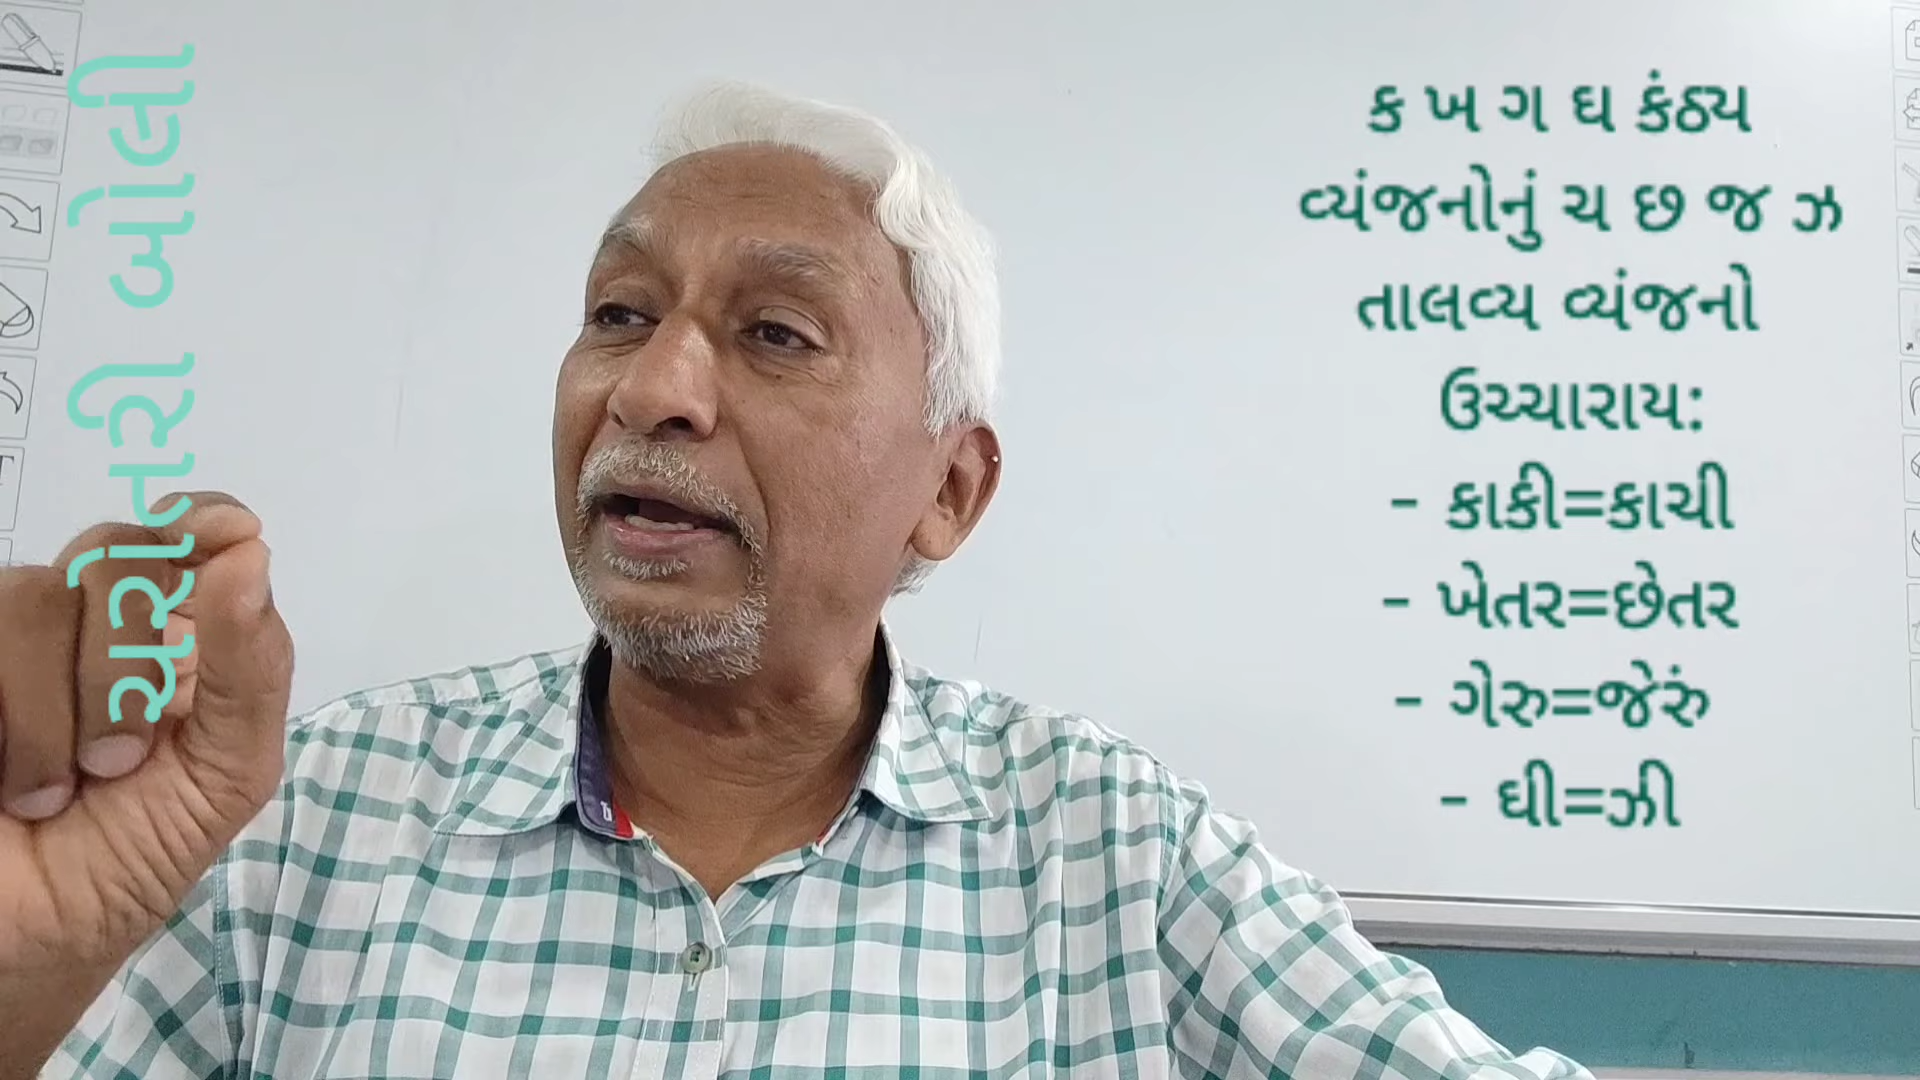 ચરોતરી બોલી
ક ખ ગ ઘ કંઠ્ય
વ્યંજનોનું ચ છ જ ઝ
તાલવ્ય વ્યંજનો
ઉચ્ચારાય:
- કાકી=કાચી
- ખેતર=છેતર
- ગેરુ=જેરું
- ઘી=ઝી